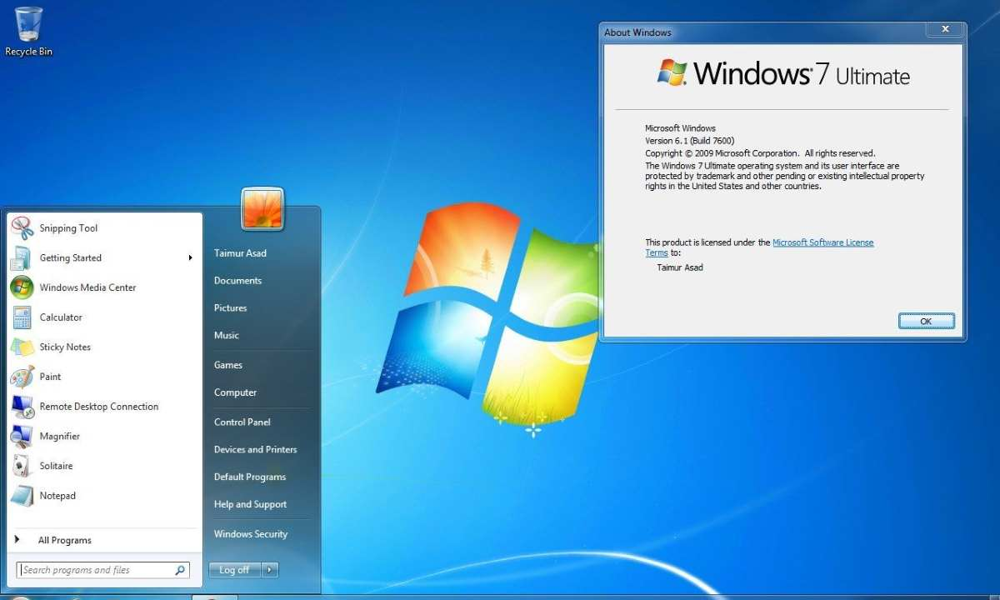 Recycle Bin
About Windows
Windows 7 Ultimate
Microsoft Windows
Version 6.1 (Build 7600)
Copyright © 2009 Microsoft Corporation. All rights reserved.
The Windows 7 Ultimate operating system and its user interface are
protected by trademark and other pending or existing intellectual property
rights in the United States and other countries.
This product is licensed under the Microsoft Software License
Terms to:
Taimur Asad
OK
Snipping Tool
Getting Started
Windows Media Center
Calculator
Sticky Notes
Paint
Remote Desktop Connection
Magnifier
Solitaire
Notepad
All Programs
Search programs and files
Taimur Asad
Documents
Pictures
Music
Games
Computer
Control Panel
Devices and Printers
Default Programs
Help and Support
Windows Security
Log off